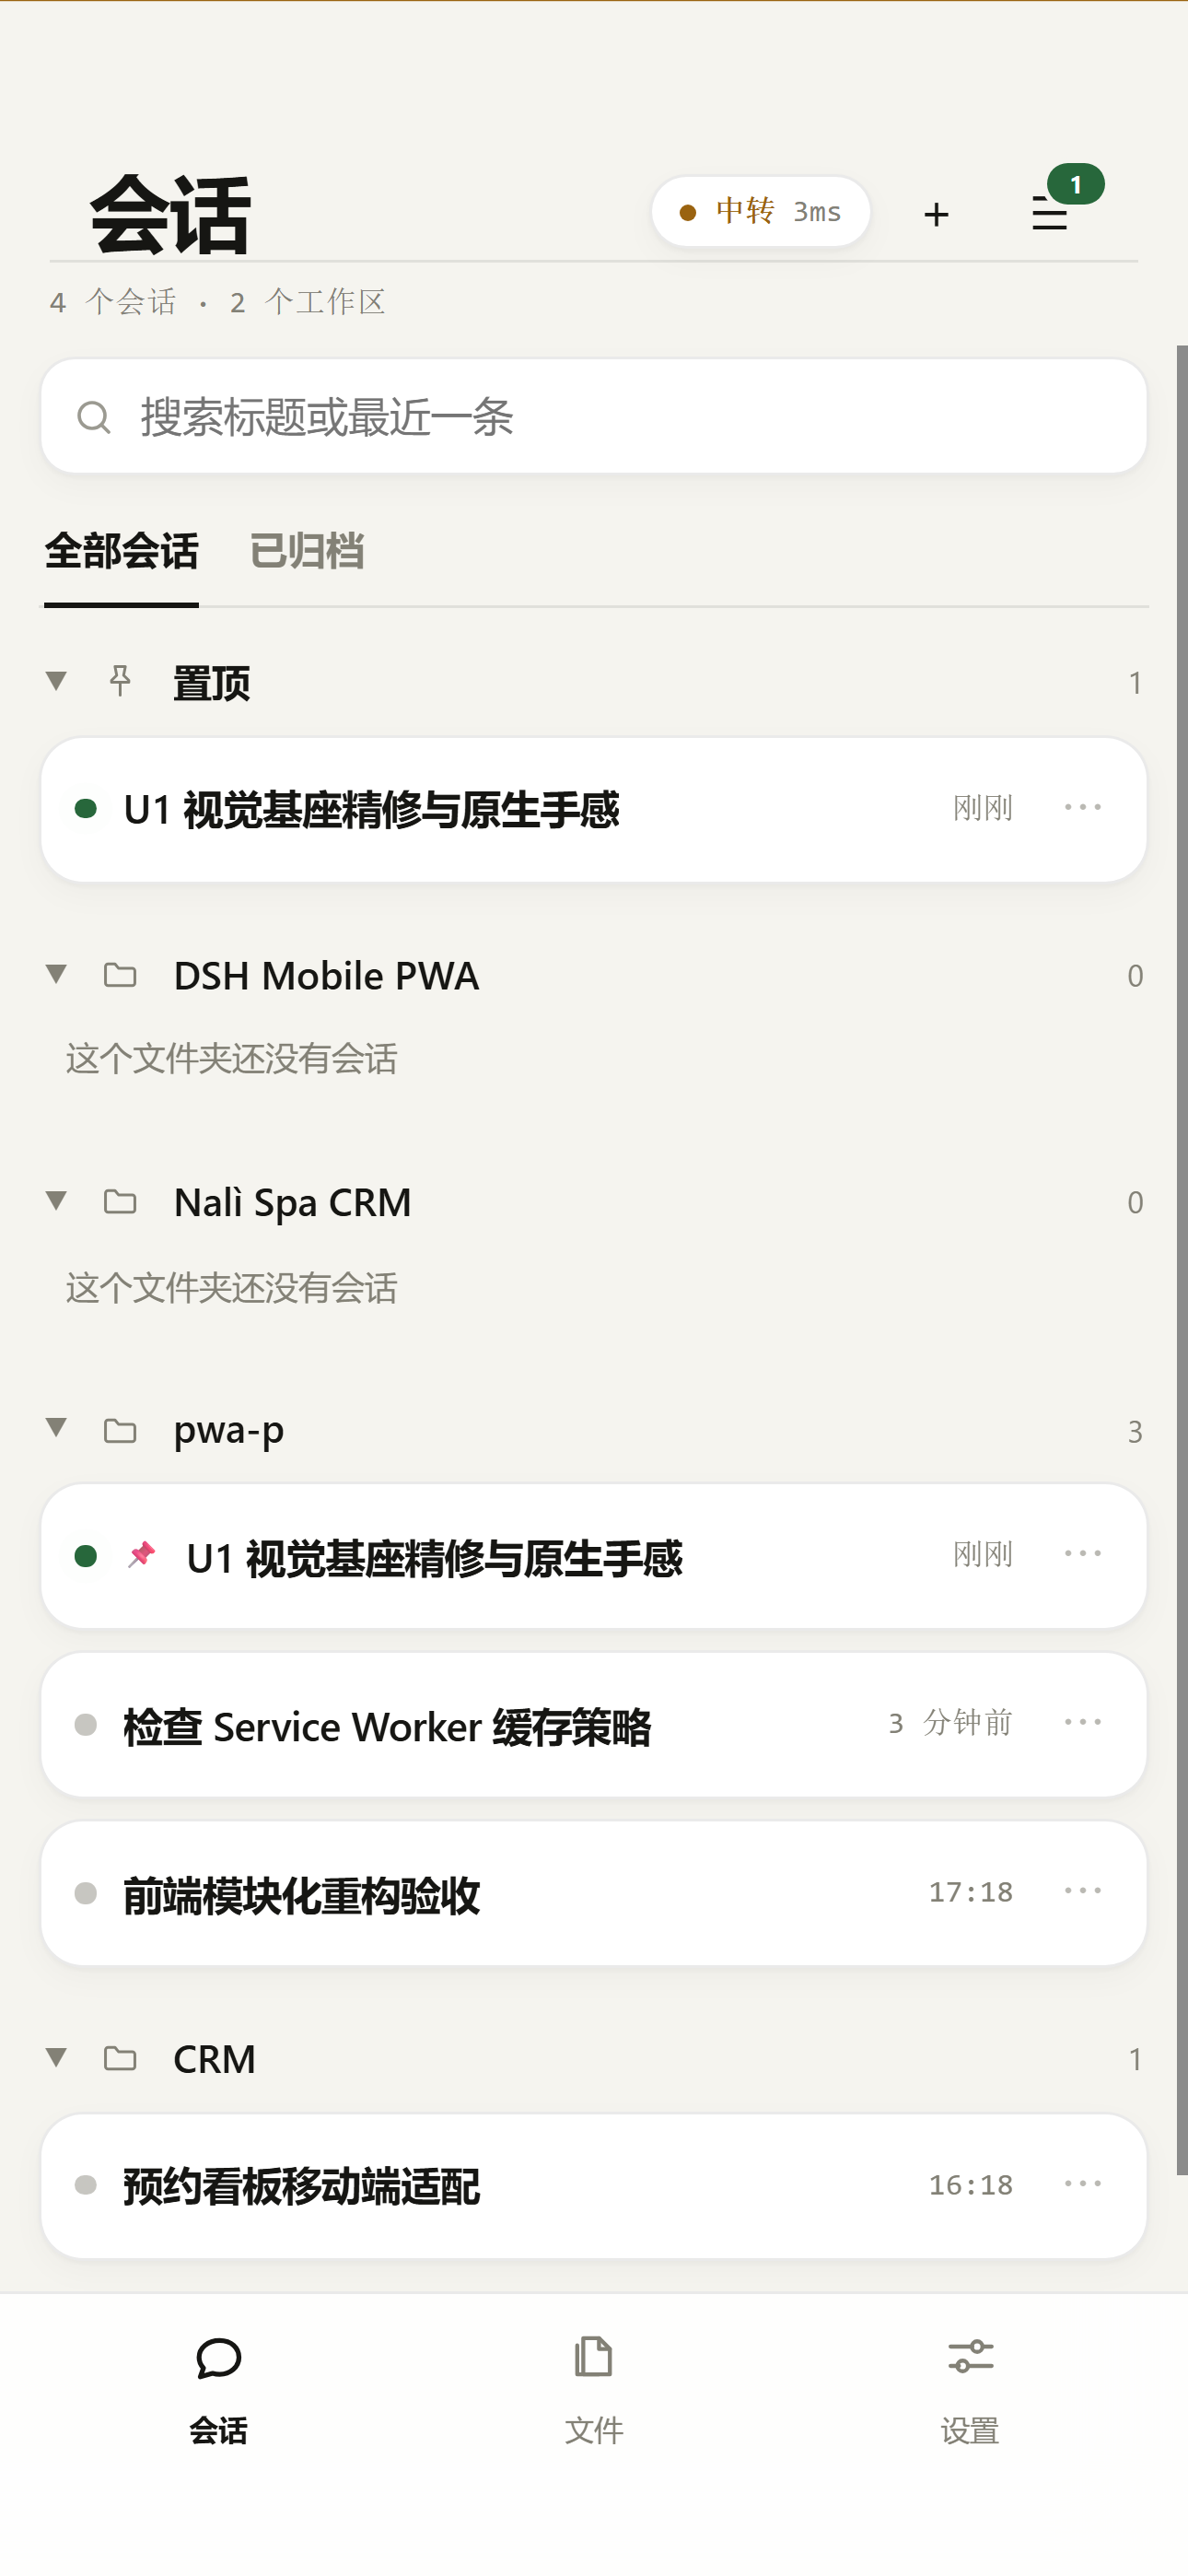 会话
中转 3ms
+
1
4 个会话 · 2 个工作区
搜索标题或最近一条
全部会话 已归档
置顶 1
U1 视觉基座精修与原生手感 刚刚 ···
DSH Mobile PWA 0
这个文件夹还没有会话
Nalì Spa CRM 0
这个文件夹还没有会话
pwa-p 3
U1 视觉基座精修与原生手感 刚刚 ···
检查 Service Worker 缓存策略 3 分钟前 ···
前端模块化重构验收 17:18 ···
CRM 1
预约看板移动端适配 16:18 ···
会话 文件 设置